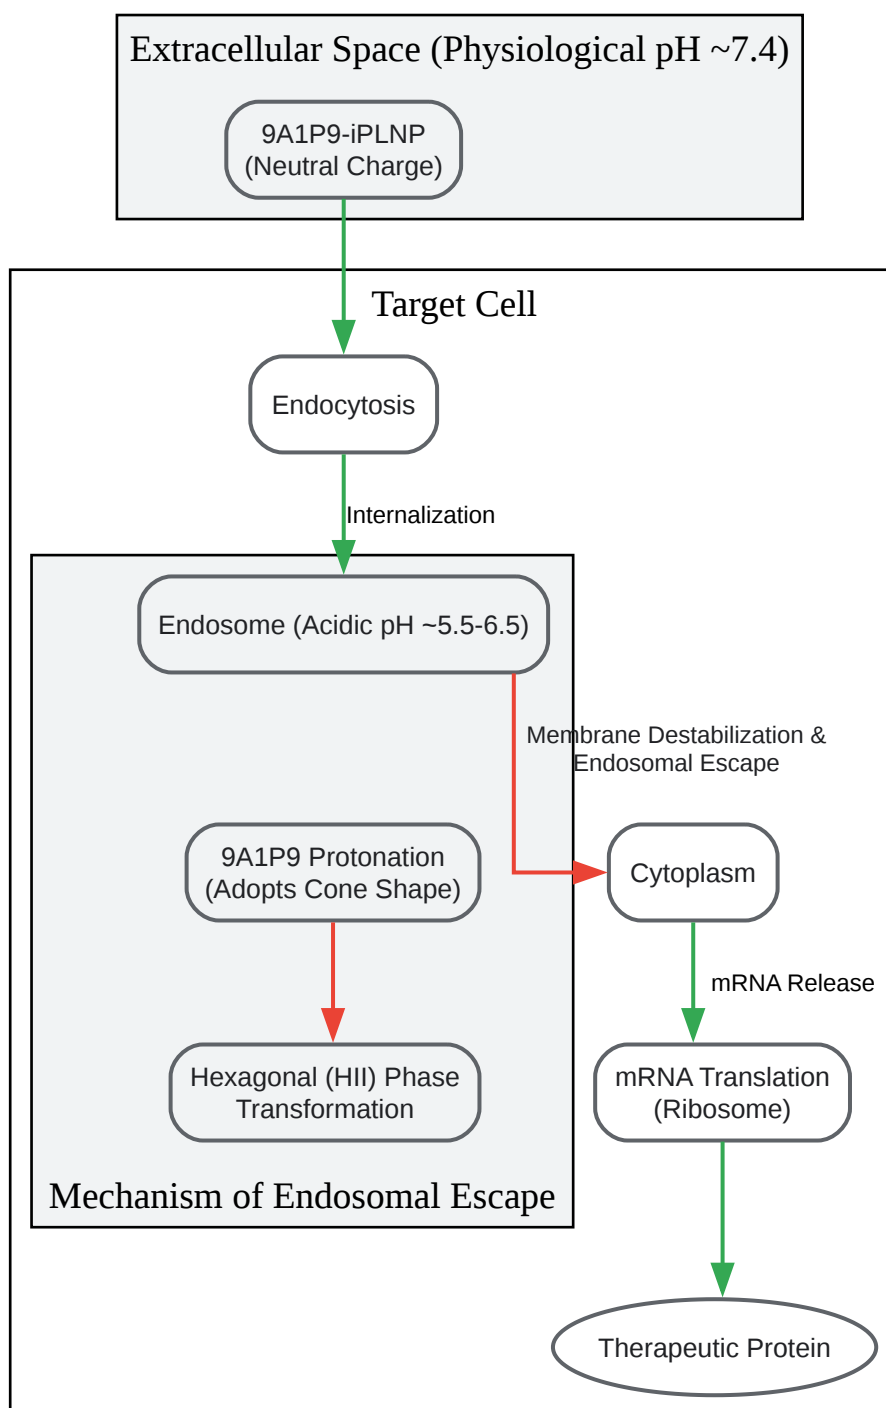 Extracellular Space (Physiological pH ~7.4)
9A1P9-iPLNP
(Neutral Charge)
Target Cell
Endocytosis
Internalization
Endosome (Acidic pH ~5.5-6.5)
Membrane Destabilization &
Endosomal Escape
9A1P9 Protonation
(Adopts Cone Shape)
Cytoplasm
mRNA Release
Hexagonal (HII) Phase
Transformation
mRNA Translation
(Ribosome)
Mechanism of Endosomal Escape
Therapeutic Protein